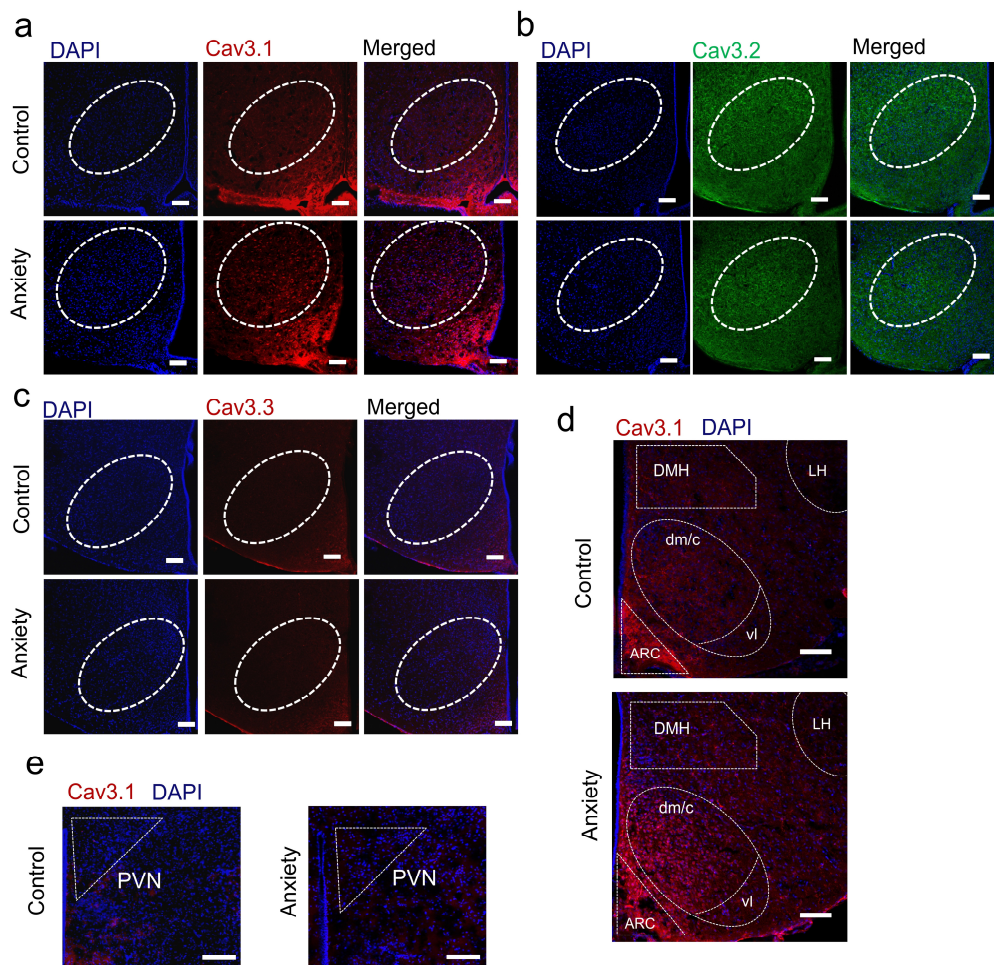 a
DAPI Cav3.1 Merged
Control
Anxiety
b
DAPI Cav3.2 Merged
c
DAPI Cav3.3 Merged
Control
Anxiety
d
Cav3.1 DAPI
Control
DMH
LH
dm/c
vl
ARC
Anxiety
DMH
LH
dm/c
vl
ARC
e
Cav3.1 DAPI
Control
PVN
Anxiety
PVN